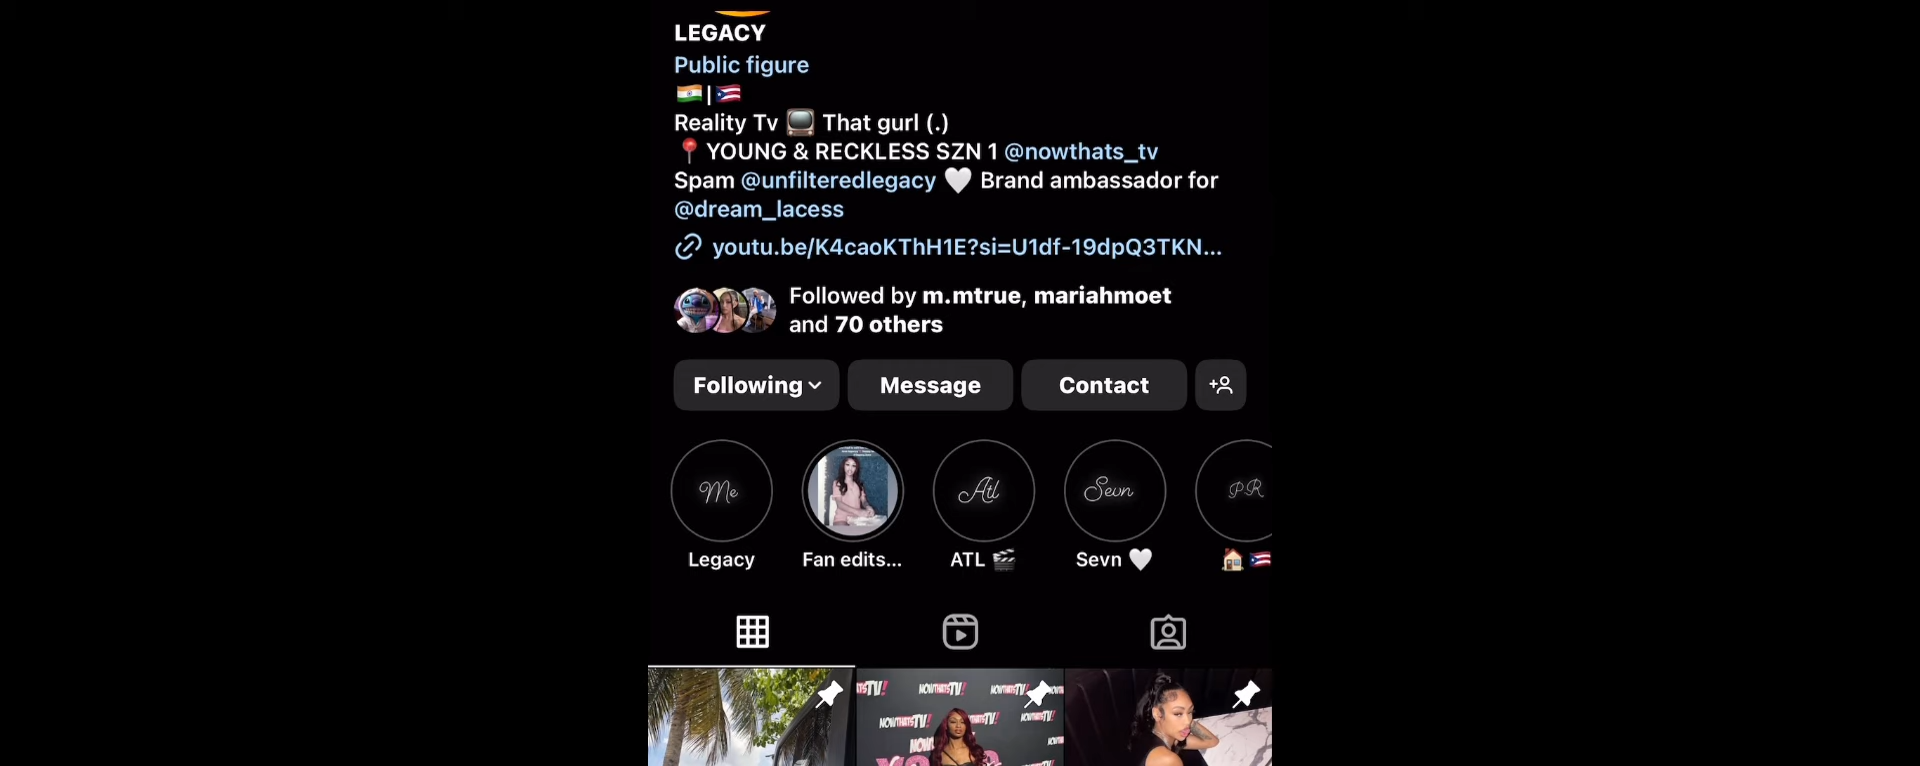 LEGACY
Public figure
🇮🇳|🇵🇷
Reality Tv 📺 That gurl (.)
📍 YOUNG & RECKLESS SZN 1 @nowthats_tv
Spam @unfilteredlegacy 🤍 Brand ambassador for
@dream_lacess
youtu.be/K4caoKThH1E?si=U1df-19dpQ3TKN...
Followed by m.mtrue, mariahmoet
and 70 others
Following
Message
Contact
Me
Atl
Sevn
PR
Legacy
Fan edits...
ATL 🎬
Sevn 🤍
🏠🇵🇷
NOWTHATSTV!
NOWTHATSTV!